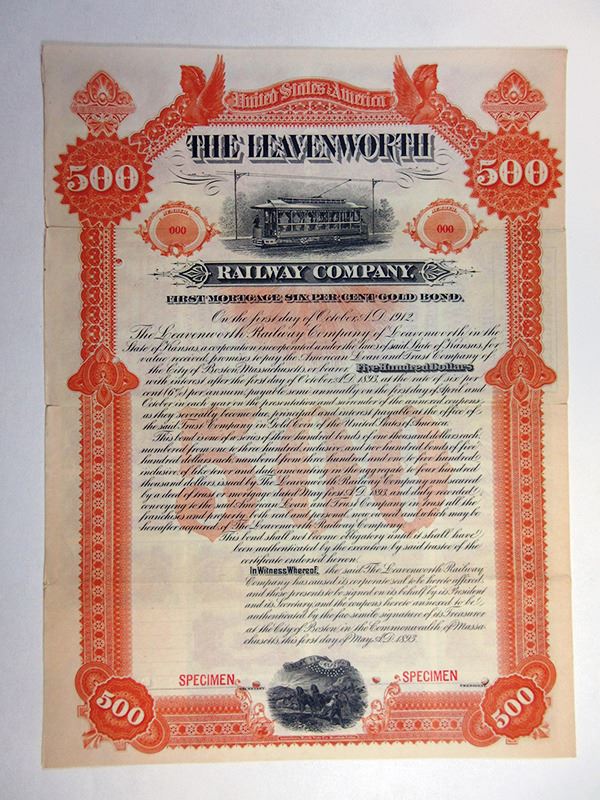 United States of America
THE LEAVENWORTH
500
500
NUMBER
000
NUMBER
000
RAILWAY COMPANY.
FIRST MORTGAGE SIX PER CENT GOLD BOND.
On the first day of October, A.D. 1912.
The Leavenworth Railway Company of Leavenworth in the
State of Kansas, a corporation incorporated under the laws of said State of Kansas, for
value received, promises to pay the American Loan and Trust Company of
the City of Boston, Massachusetts, or bearer Five Hundred Dollars
with interest after the first day of October, A.D. 1893, at the rate of six per
cent (6%) per annum, payable semi-annually on the first day of April and
October in each year on the presentation and surrender of the annexed coupons,
as they severally become due, principal and interest payable at the office of
the said Trust Company in Gold Coin of the United States of America.
This bond is one of a series of three hundred bonds of one thousand dollars each,
numbered from one to three hundred, inclusive, and two hundred bonds of five
hundred dollars each, numbered from three hundred and one to five hundred
inclusive, of like tenor and date, amounting in the aggregate to four hundred
thousand dollars, issued by The Leavenworth Railway Company, and secured
by a deed of trust or mortgage dated May first, A.D. 1893, and duly recorded,
conveying to the said American Loan and Trust Company in trust all the
franchises and property, both real and personal, now owned and which may be
hereafter acquired of The Leavenworth Railway Company.
This bond shall not become obligatory until it shall have
been authenticated by the execution by said trustee of the
certificate endorsed hereon.
In Witness Whereof, the said The Leavenworth Railway
Company has caused its corporate seal to be hereto affixed,
and these presents to be signed on its behalf by its President
and its Secretary, and the coupons hereto annexed to be
authenticated by the fac-simile signature of its Treasurer
at the City of Boston in the Commonwealth of Massa-
chusetts, this first day of May, A.D. 1893.
SPECIMEN
SECRETARY.
SPECIMEN
PRESIDENT.
500
500